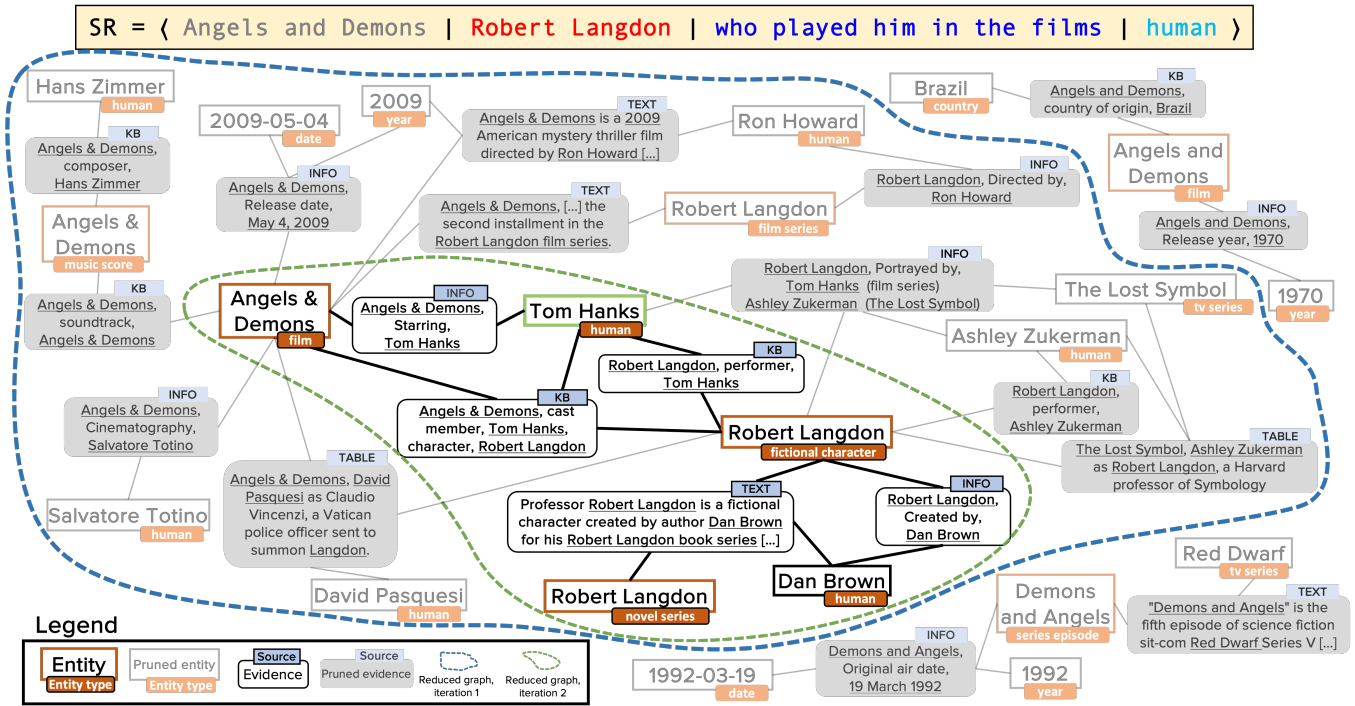 SR = ⟨ Angels and Demons | Robert Langdon | who played him in the films | human ⟩
Hans Zimmer
human
KB
Angels & Demons,
composer,
Hans Zimmer
Angels &
Demons
music score
KB
Angels & Demons,
soundtrack,
Angels & Demons
2009-05-04
date
2009
year
INFO
Angels & Demons,
Release date,
May 4, 2009
TEXT
Angels & Demons is a 2009
American mystery thriller film
directed by Ron Howard [...]
TEXT
Angels & Demons, [...] the
second installment in the
Robert Langdon film series.
Ron Howard
human
Robert Langdon
film series
INFO
Robert Langdon, Directed by,
Ron Howard
Brazil
country
KB
Angels and Demons,
country of origin, Brazil
Angels and
Demons
film
INFO
Angels and Demons,
Release year, 1970
1970
year
Angels &
Demons
film
INFO
Angels & Demons,
Starring,
Tom Hanks
Tom Hanks
human
INFO
Robert Langdon, Portrayed by,
Tom Hanks (film series)
Ashley Zukerman (The Lost Symbol)
The Lost Symbol
tv series
Ashley Zukerman
human
KB
Robert Langdon, performer,
Tom Hanks
KB
Angels & Demons, cast
member, Tom Hanks,
character, Robert Langdon
KB
Robert Langdon,
performer,
Ashley Zukerman
Robert Langdon
fictional character
TABLE
The Lost Symbol, Ashley Zukerman
as Robert Langdon, a Harvard
professor of Symbology
INFO
Angels & Demons,
Cinematography,
Salvatore Totino
Salvatore Totino
human
TABLE
Angels & Demons, David
Pasquesi as Claudio
Vincenzi, a Vatican
police officer sent to
summon Langdon.
David Pasquesi
human
TEXT
Professor Robert Langdon is a fictional
character created by author Dan Brown
for his Robert Langdon book series [...]
INFO
Robert Langdon,
Created by,
Dan Brown
Robert Langdon
novel series
Dan Brown
human
Red Dwarf
tv series
Demons
and Angels
series episode
TEXT
"Demons and Angels" is the
fifth episode of science fiction
sit-com Red Dwarf Series V [...]
INFO
Demons and Angels,
Original air date,
19 March 1992
1992-03-19
date
1992
year
Legend
Entity
Entity type
Pruned entity
Entity type
Source
Evidence
Source
Pruned evidence
Reduced graph,
iteration 1
Reduced graph,
iteration 2